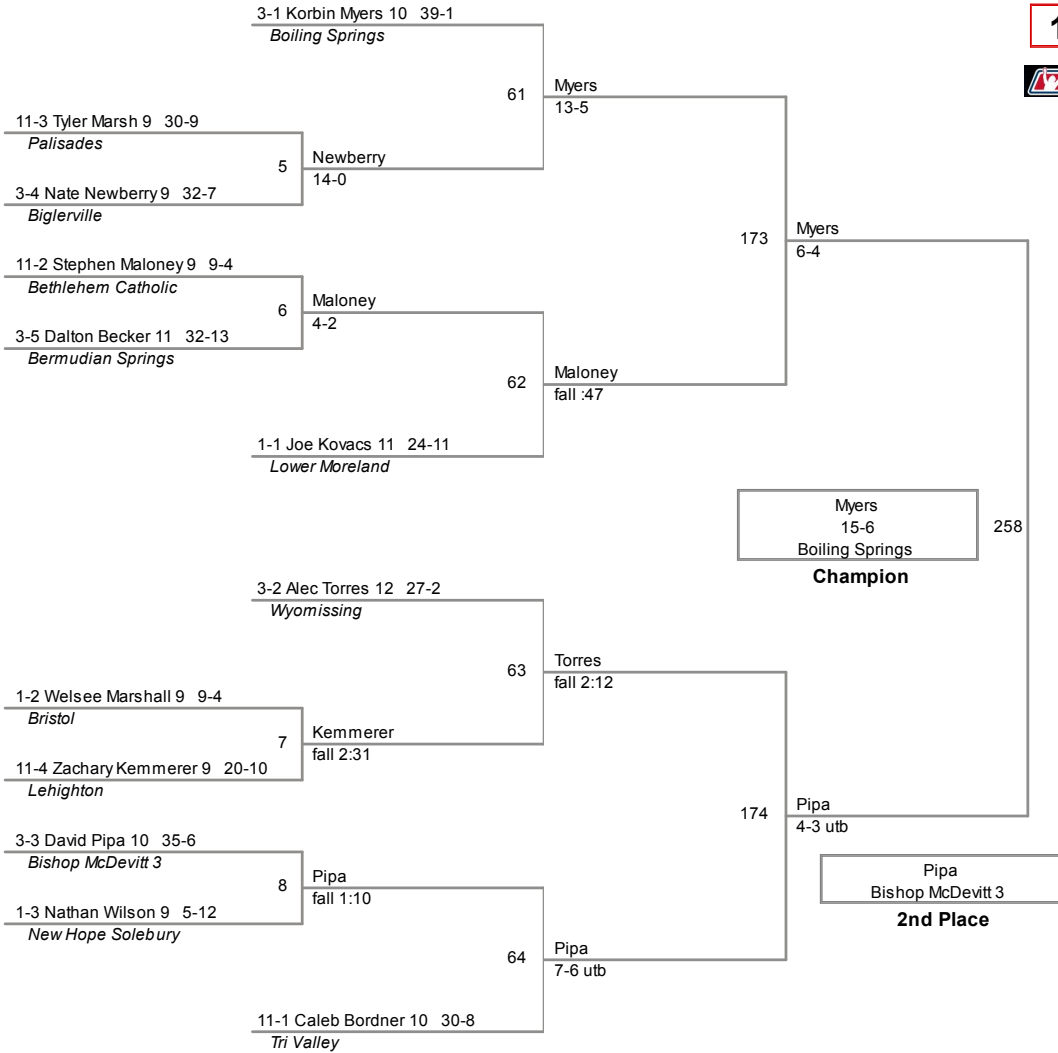 3-1 Korbin Myers 10 39-1
Boiling Springs
61
Myers
13-5
11-3 Tyler Marsh 9 30-9
Palisades
5
Newberry
14-0
3-4 Nate Newberry 9 32-7
Biglerville
173
Myers
6-4
11-2 Stephen Maloney 9 9-4
Bethlehem Catholic
6
Maloney
4-2
3-5 Dalton Becker 11 32-13
Bermudian Springs
62
Maloney
fall :47
1-1 Joe Kovacs 11 24-11
Lower Moreland
Myers
15-6
Boiling Springs
258
Champion
3-2 Alec Torres 12 27-2
Wyomissing
63
Torres
fall 2:12
1-2 Welsee Marshall 9 9-4
Bristol
7
Kemmerer
fall 2:31
11-4 Zachary Kemmerer 9 20-10
Lehighton
174
Pipa
4-3 utb
3-3 David Pipa 10 35-6
Bishop McDevitt 3
8
Pipa
fall 1:10
Pipa
Bishop McDevitt 3
2nd Place
1-3 Nathan Wilson 9 5-12
New Hope Solebury
64
Pipa
7-6 utb
11-1 Caleb Bordner 10 30-8
Tri Valley